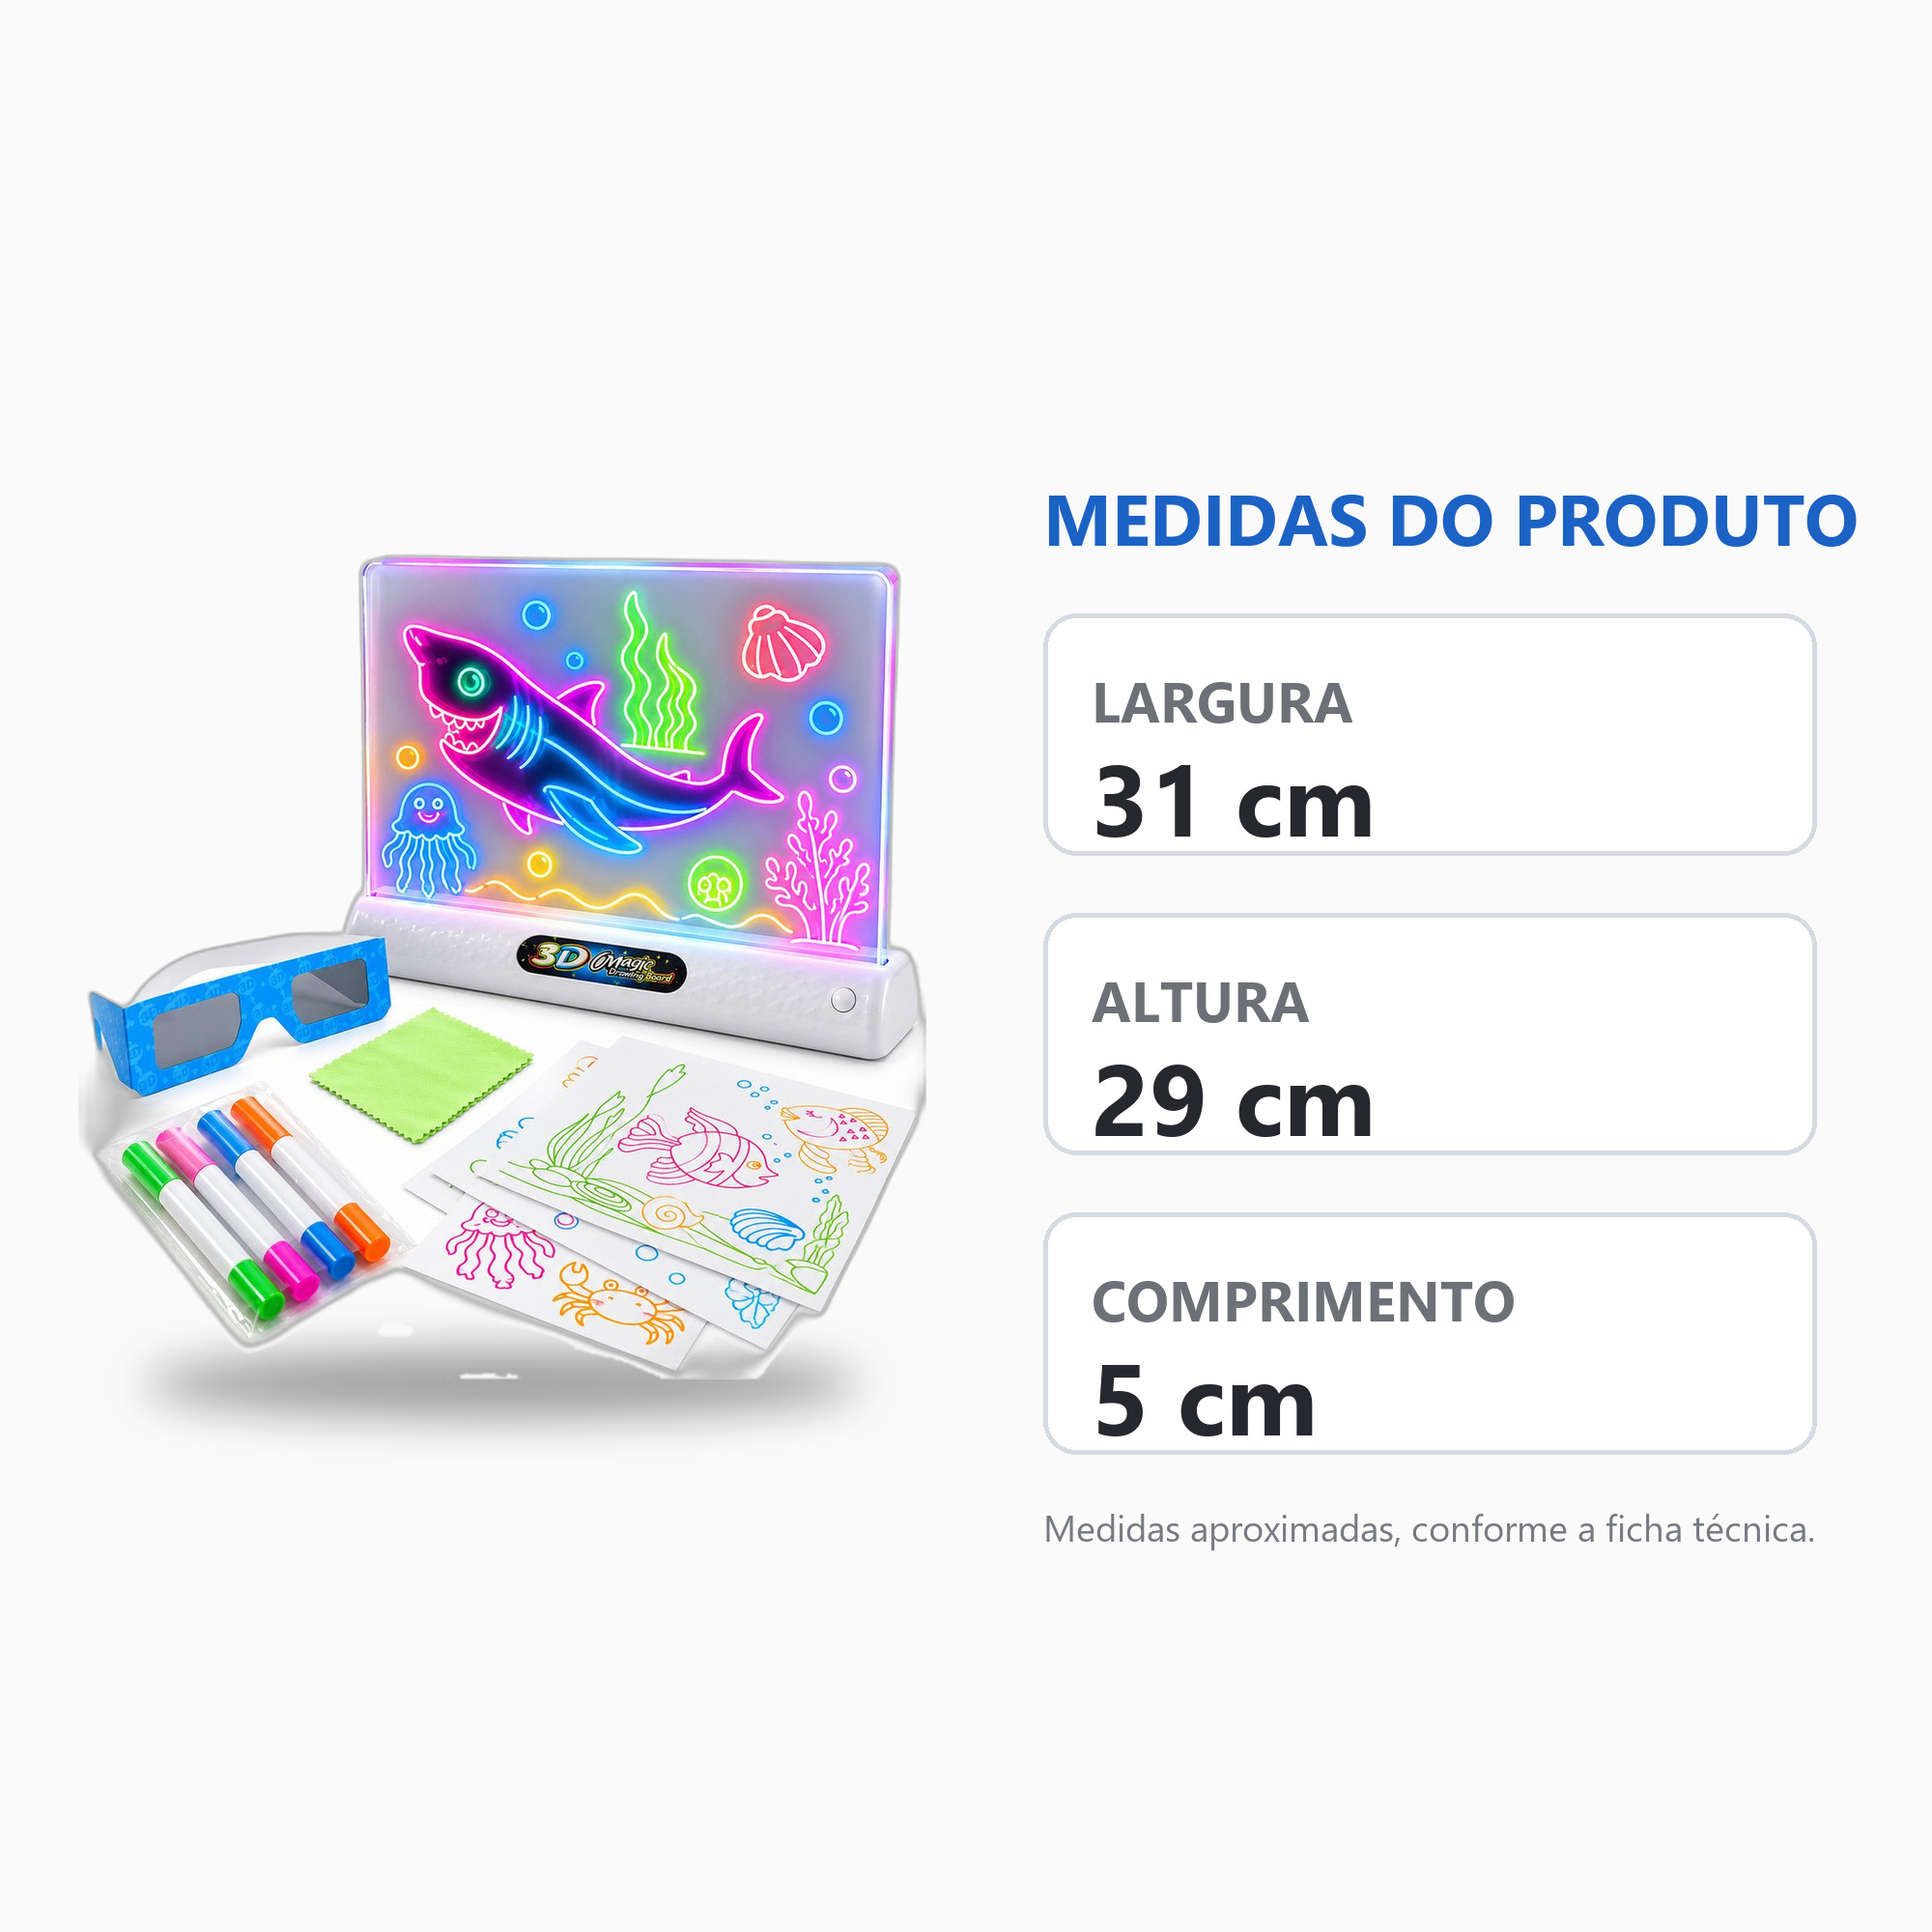 MEDIDAS DO PRODUTO
LARGURA
31 cm
ALTURA
29 cm
COMPRIMENTO
5 cm
Medidas aproximadas, conforme a ficha técnica.
3D Magic
Drawing Board